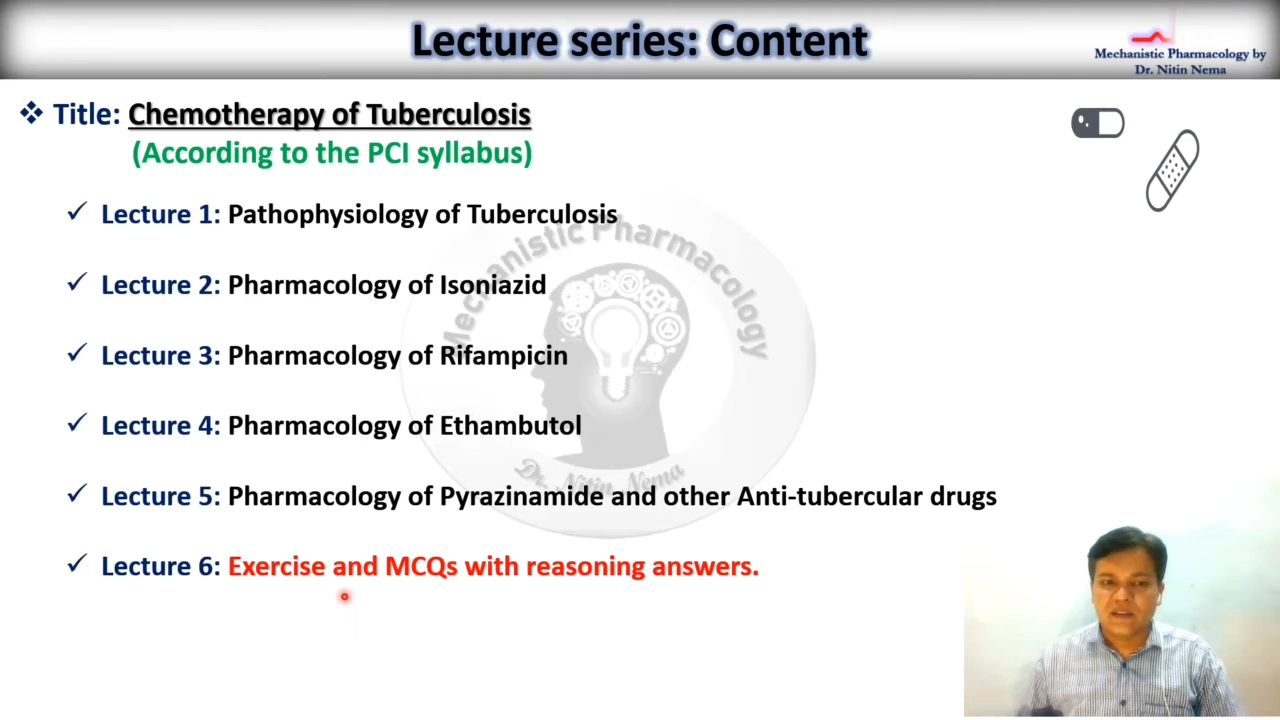 Lecture series: Content
Mechanistic Pharmacology by
Dr. Nitin Nema
❖ Title: Chemotherapy of Tuberculosis
(According to the PCI syllabus)
✓ Lecture 1: Pathophysiology of Tuberculosis
✓ Lecture 2: Pharmacology of Isoniazid
✓ Lecture 3: Pharmacology of Rifampicin
✓ Lecture 4: Pharmacology of Ethambutol
✓ Lecture 5: Pharmacology of Pyrazinamide and other Anti-tubercular drugs
✓ Lecture 6: Exercise and MCQs with reasoning answers.
Mechanistic Pharmacology
Dr. Nitin Nema